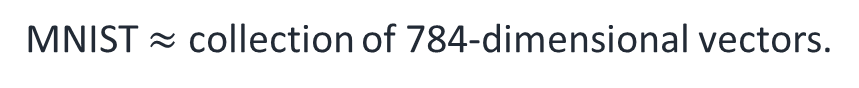 MNIST ≈ collection of 784-dimensional vectors.